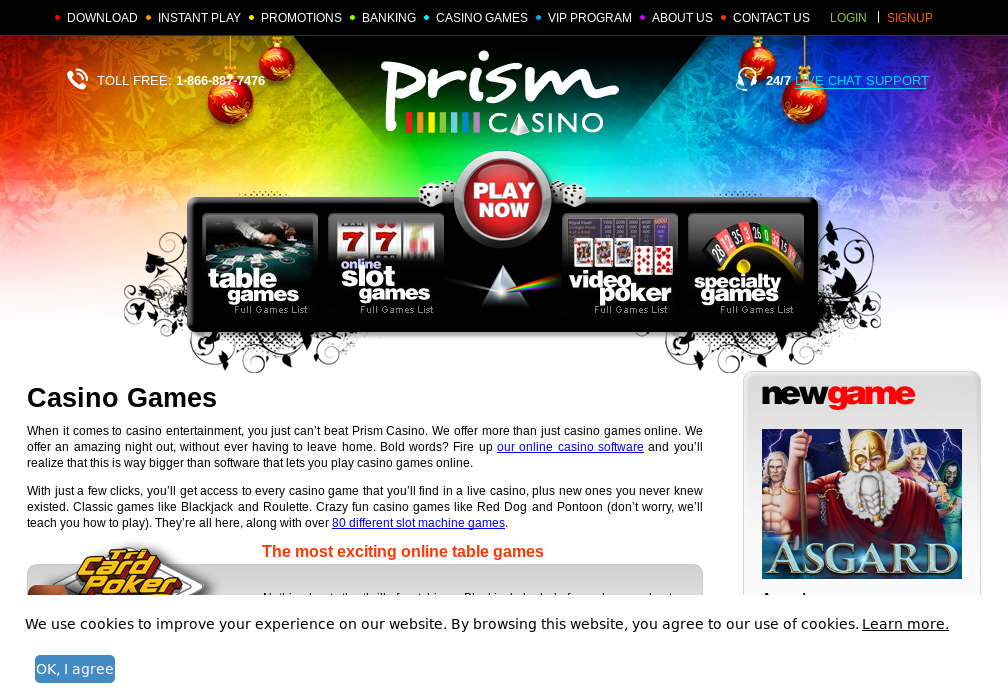 DOWNLOAD INSTANT PLAY PROMOTIONS BANKING CASINO GAMES VIP PROGRAM ABOUT US CONTACT US LOGIN SIGNUP
TOLL FREE: 1-866-887-7476
24/7 LIVE CHAT SUPPORT
prism
CASINO
PLAY
NOW
table
games
Full Games List
online
slot
games
Full Games List
video
poker
Full Games List
specialty
games
Full Games List
Casino Games
When it comes to casino entertainment, you just can’t beat Prism Casino. We offer more than just casino games online. We
offer an amazing night out, without ever having to leave home. Bold words? Fire up our online casino software and you’ll
realize that this is way bigger than software that lets you play casino games online.
With just a few clicks, you’ll get access to every casino game that you’ll find in a live casino, plus new ones you never knew
existed. Classic games like Blackjack and Roulette. Crazy fun casino games like Red Dog and Pontoon (don’t worry, we’ll
teach you how to play). They’re all here, along with over 80 different slot machine games.
The most exciting online table games
Tri
Card
Poker
newgame
ASGARD
We use cookies to improve your experience on our website. By browsing this website, you agree to our use of cookies. Learn more.
OK, I agree